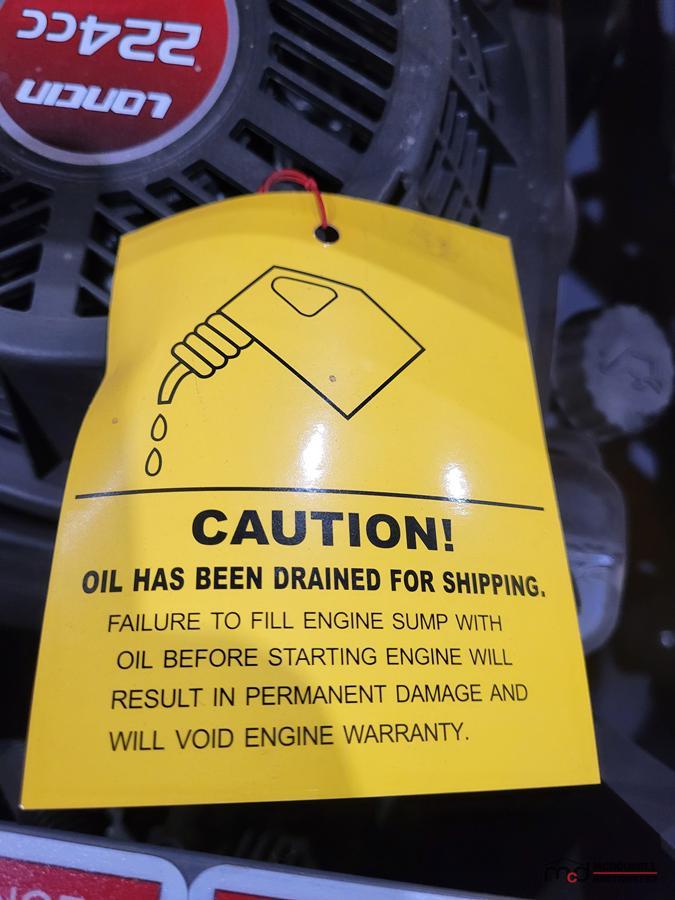 224CC
LONCIN
CAUTION!
OIL HAS BEEN DRAINED FOR SHIPPING.
FAILURE TO FILL ENGINE SUMP WITH
OIL BEFORE STARTING ENGINE WILL
RESULT IN PERMANENT DAMAGE AND
WILL VOID ENGINE WARRANTY.
mcd